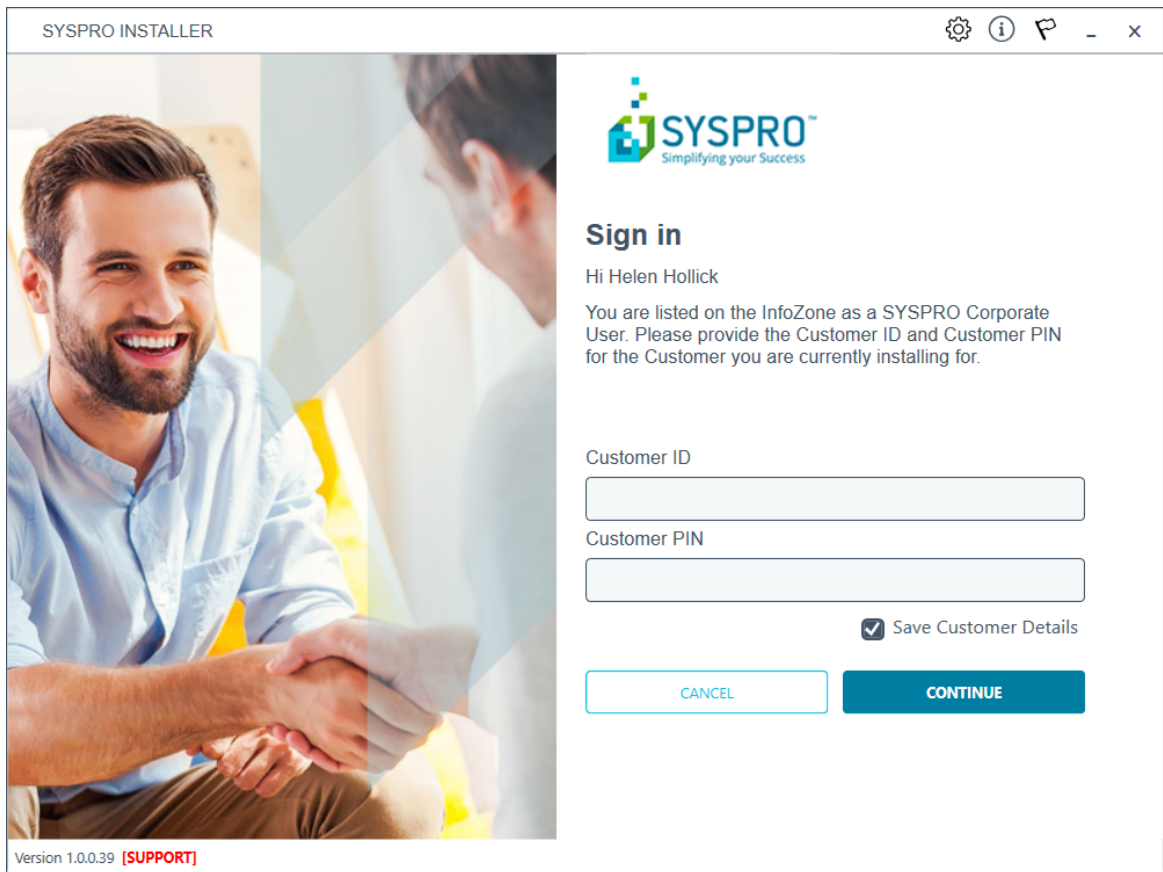 SYSPRO INSTALLER
SYSPRO™
Simplifying your Success
Sign in
Hi Helen Hollick
You are listed on the InfoZone as a SYSPRO Corporate
User. Please provide the Customer ID and Customer PIN
for the Customer you are currently installing for.
Customer ID
Customer PIN
Save Customer Details
CANCEL
CONTINUE
Version 1.0.0.39 [SUPPORT]